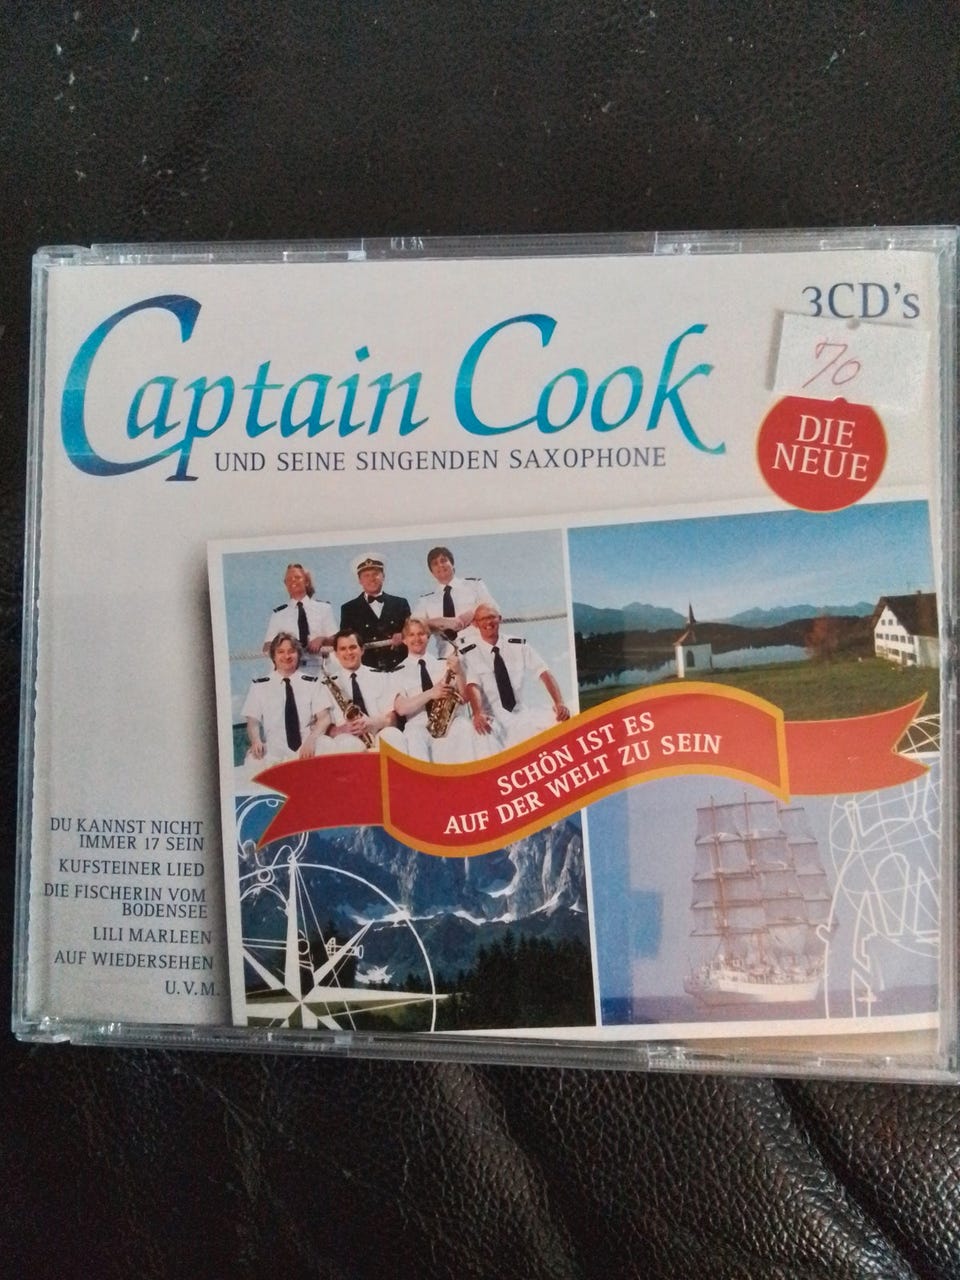 3CD's
70
Captain Cook
UND SEINE SINGENDEN SAXOPHONE
DIE
NEUE
SCHÖN IST ES
AUF DER WELT ZU SEIN
DU KANNST NICHT
IMMER 17 SEIN
KUFSTEINER LIED
DIE FISCHERIN VOM
BODENSEE
LILI MARLEEN
AUF WIEDERSEHEN
U.V.M.